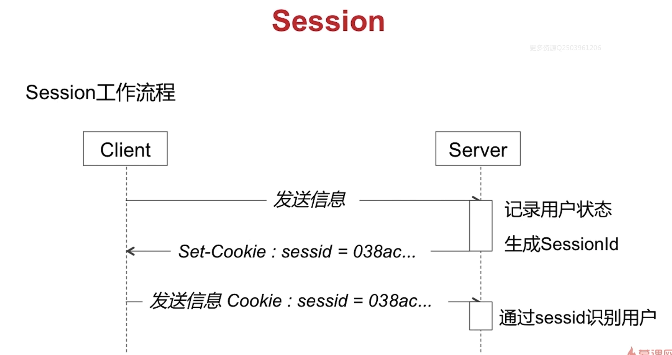 Session
Session工作流程
Client
Server
发送信息
记录用户状态
生成SessionId
Set-Cookie : sessid = 038ac...
发送信息 Cookie : sessid = 038ac...
通过sessid识别用户